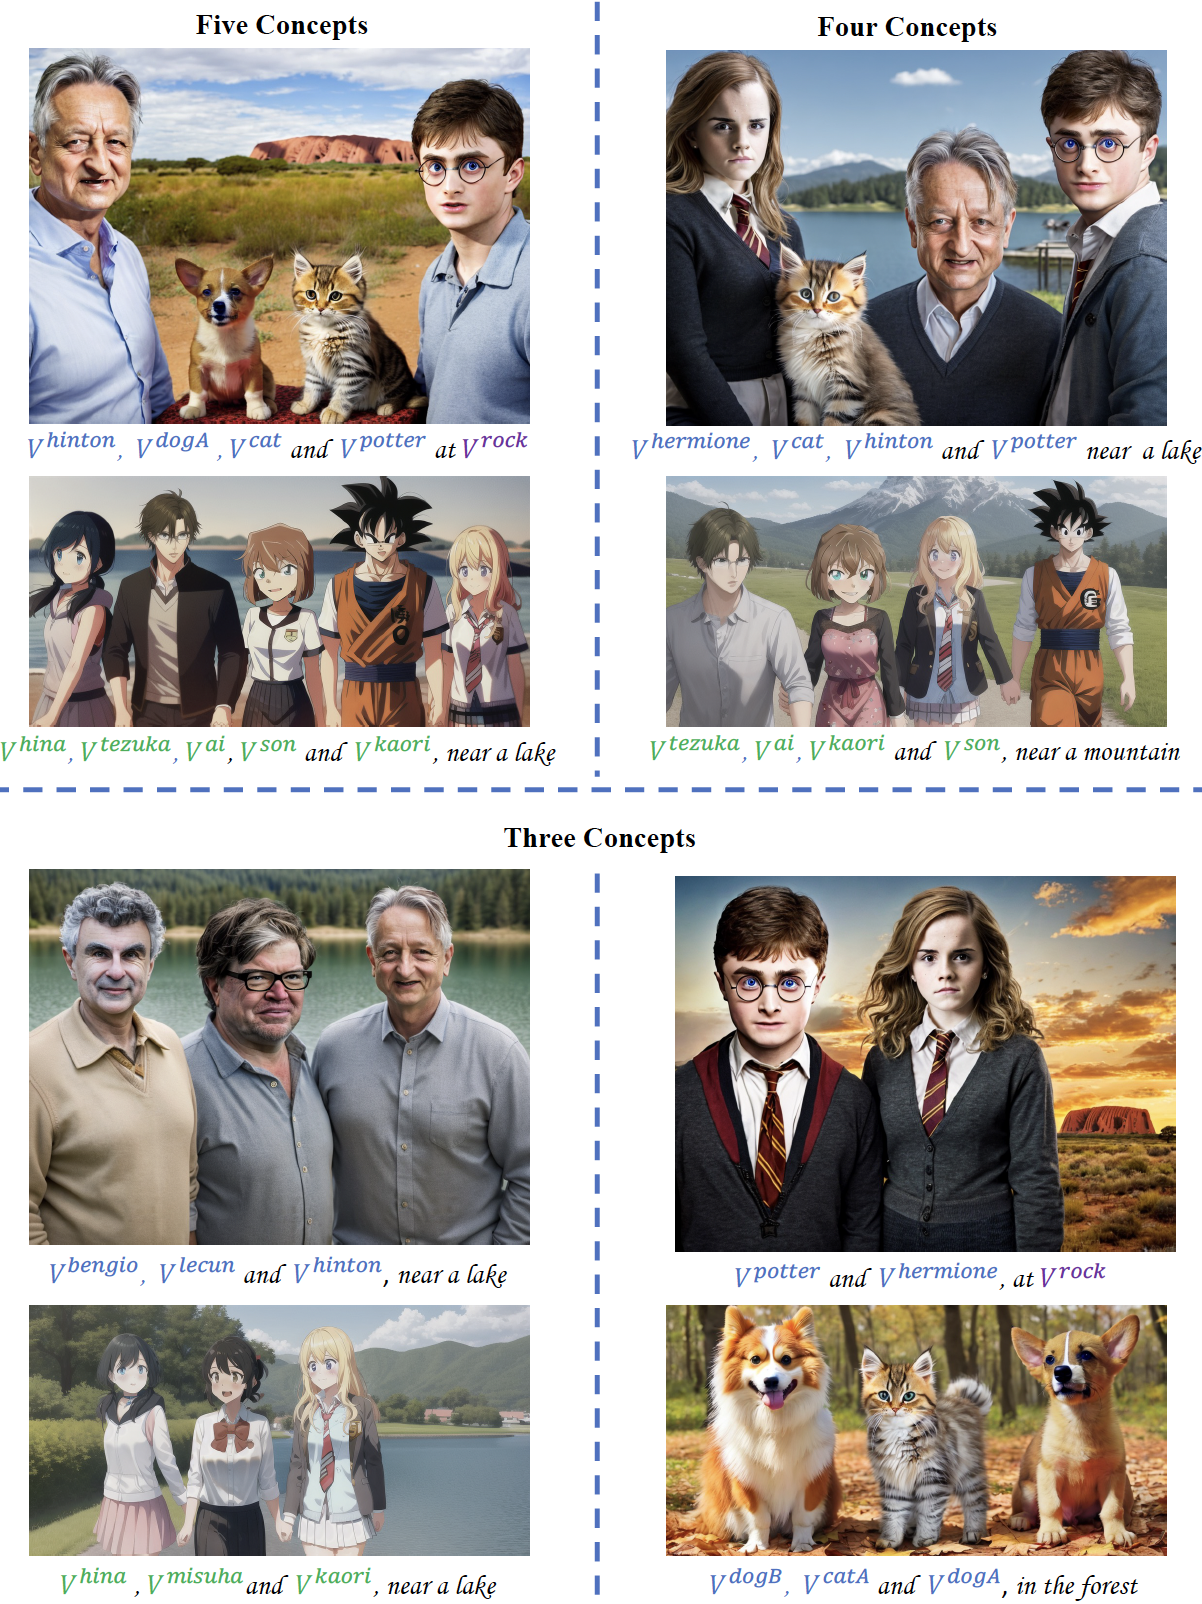 Five Concepts
Four Concepts
V^hinton, V^dogA ,V^cat and V^potter at V^rock
V^hermione, V^cat, V^hinton and V^potter near a lake
V^hina,V^tezuka,V^ai,V^son and V^kaori, near a lake
V^tezuka,V^ai,V^kaori and V^son, near a mountain
Three Concepts
V^bengio, V^lecun and V^hinton, near a lake
V^potter and V^hermione, at V^rock
V^hina ,V^misuha and V^kaori, near a lake
V^dogB, V^catA and V^dogA, in the forest